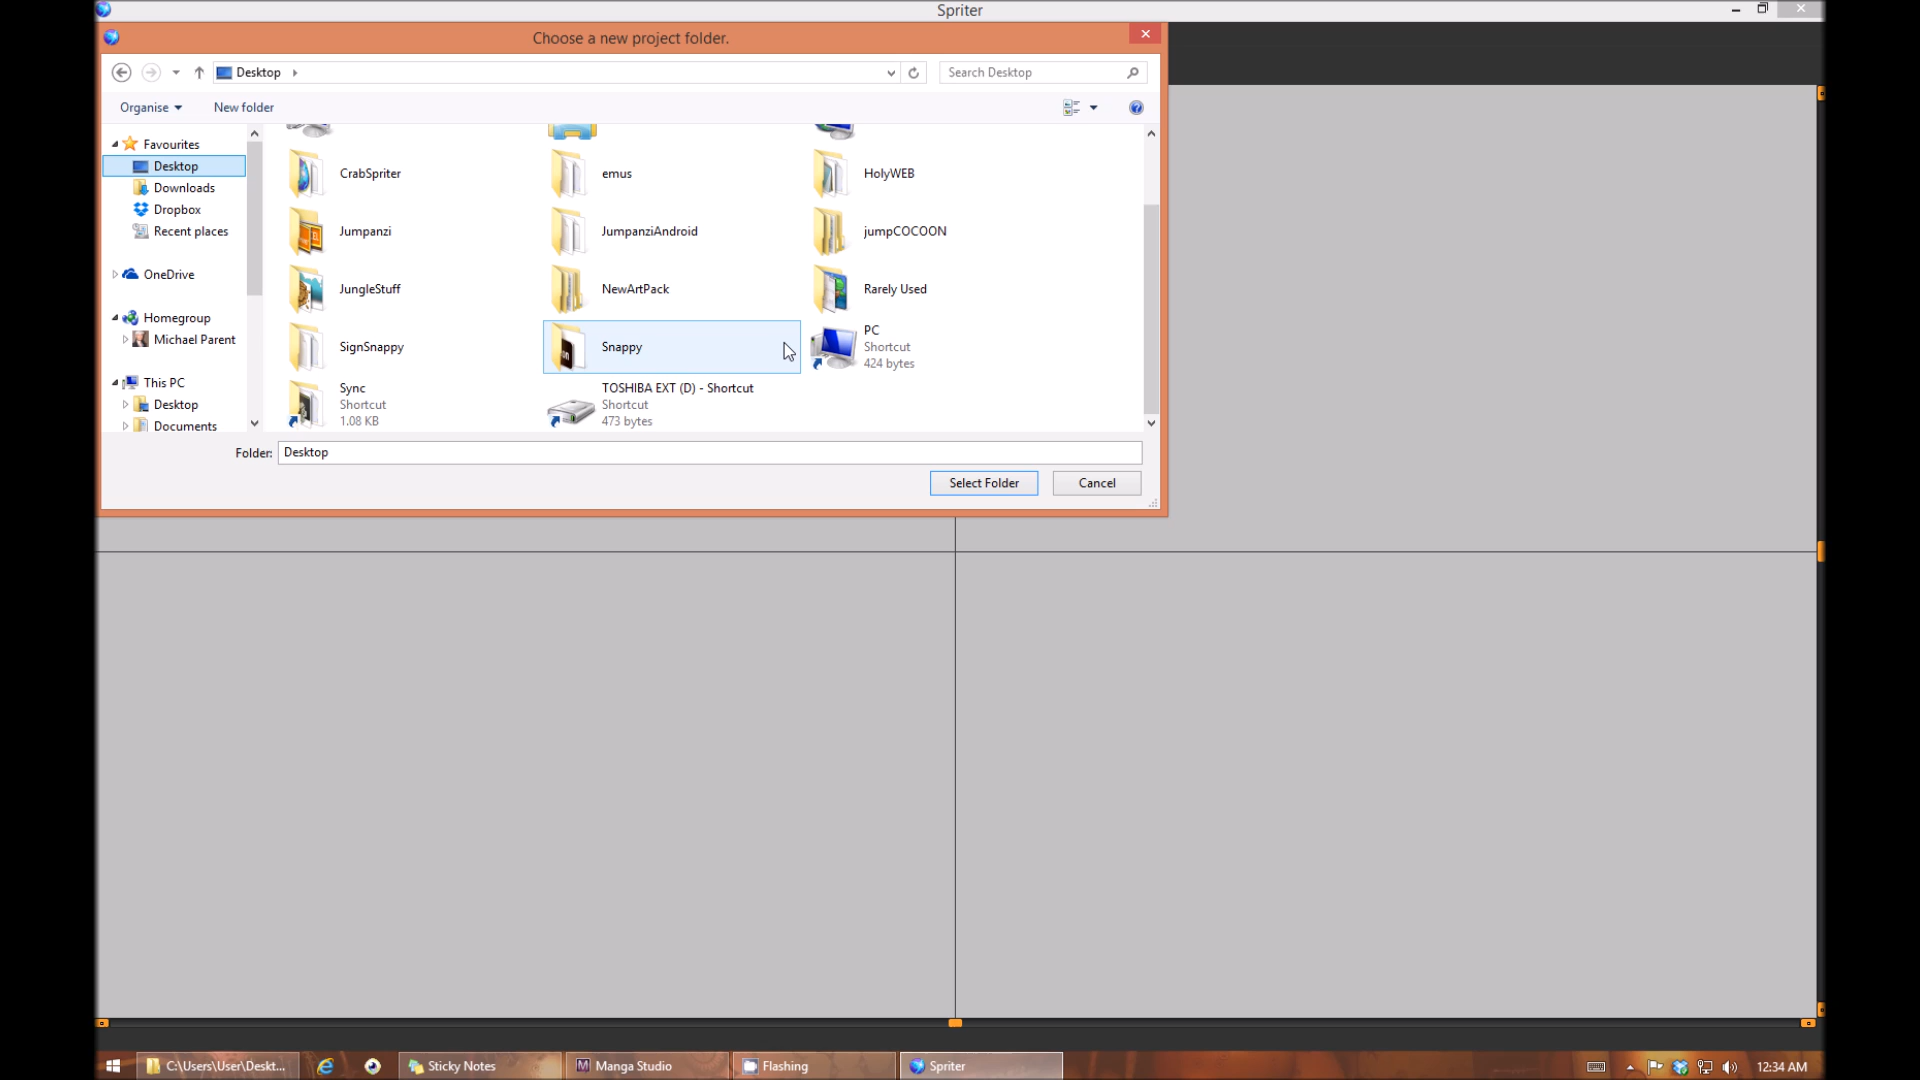 Spriter
Choose a new project folder.
Desktop
Search Desktop
Organise
New folder
Favourites
Desktop
Downloads
Dropbox
Recent places
OneDrive
Homegroup
Michael Parent
This PC
Desktop
Documents
CrabSpriter
emus
HolyWEB
Jumpanzi
JumpanziAndroid
jumpCOCOON
JungleStuff
NewArtPack
Rarely Used
SignSnappy
Snappy
PC
Shortcut
424 bytes
Sync
Shortcut
1.08 KB
TOSHIBA EXT (D) - Shortcut
Shortcut
473 bytes
Folder: Desktop
Select Folder
Cancel
C:\Users\User\Deskt...
Sticky Notes
Manga Studio
Flashing
Spriter
12:34 AM